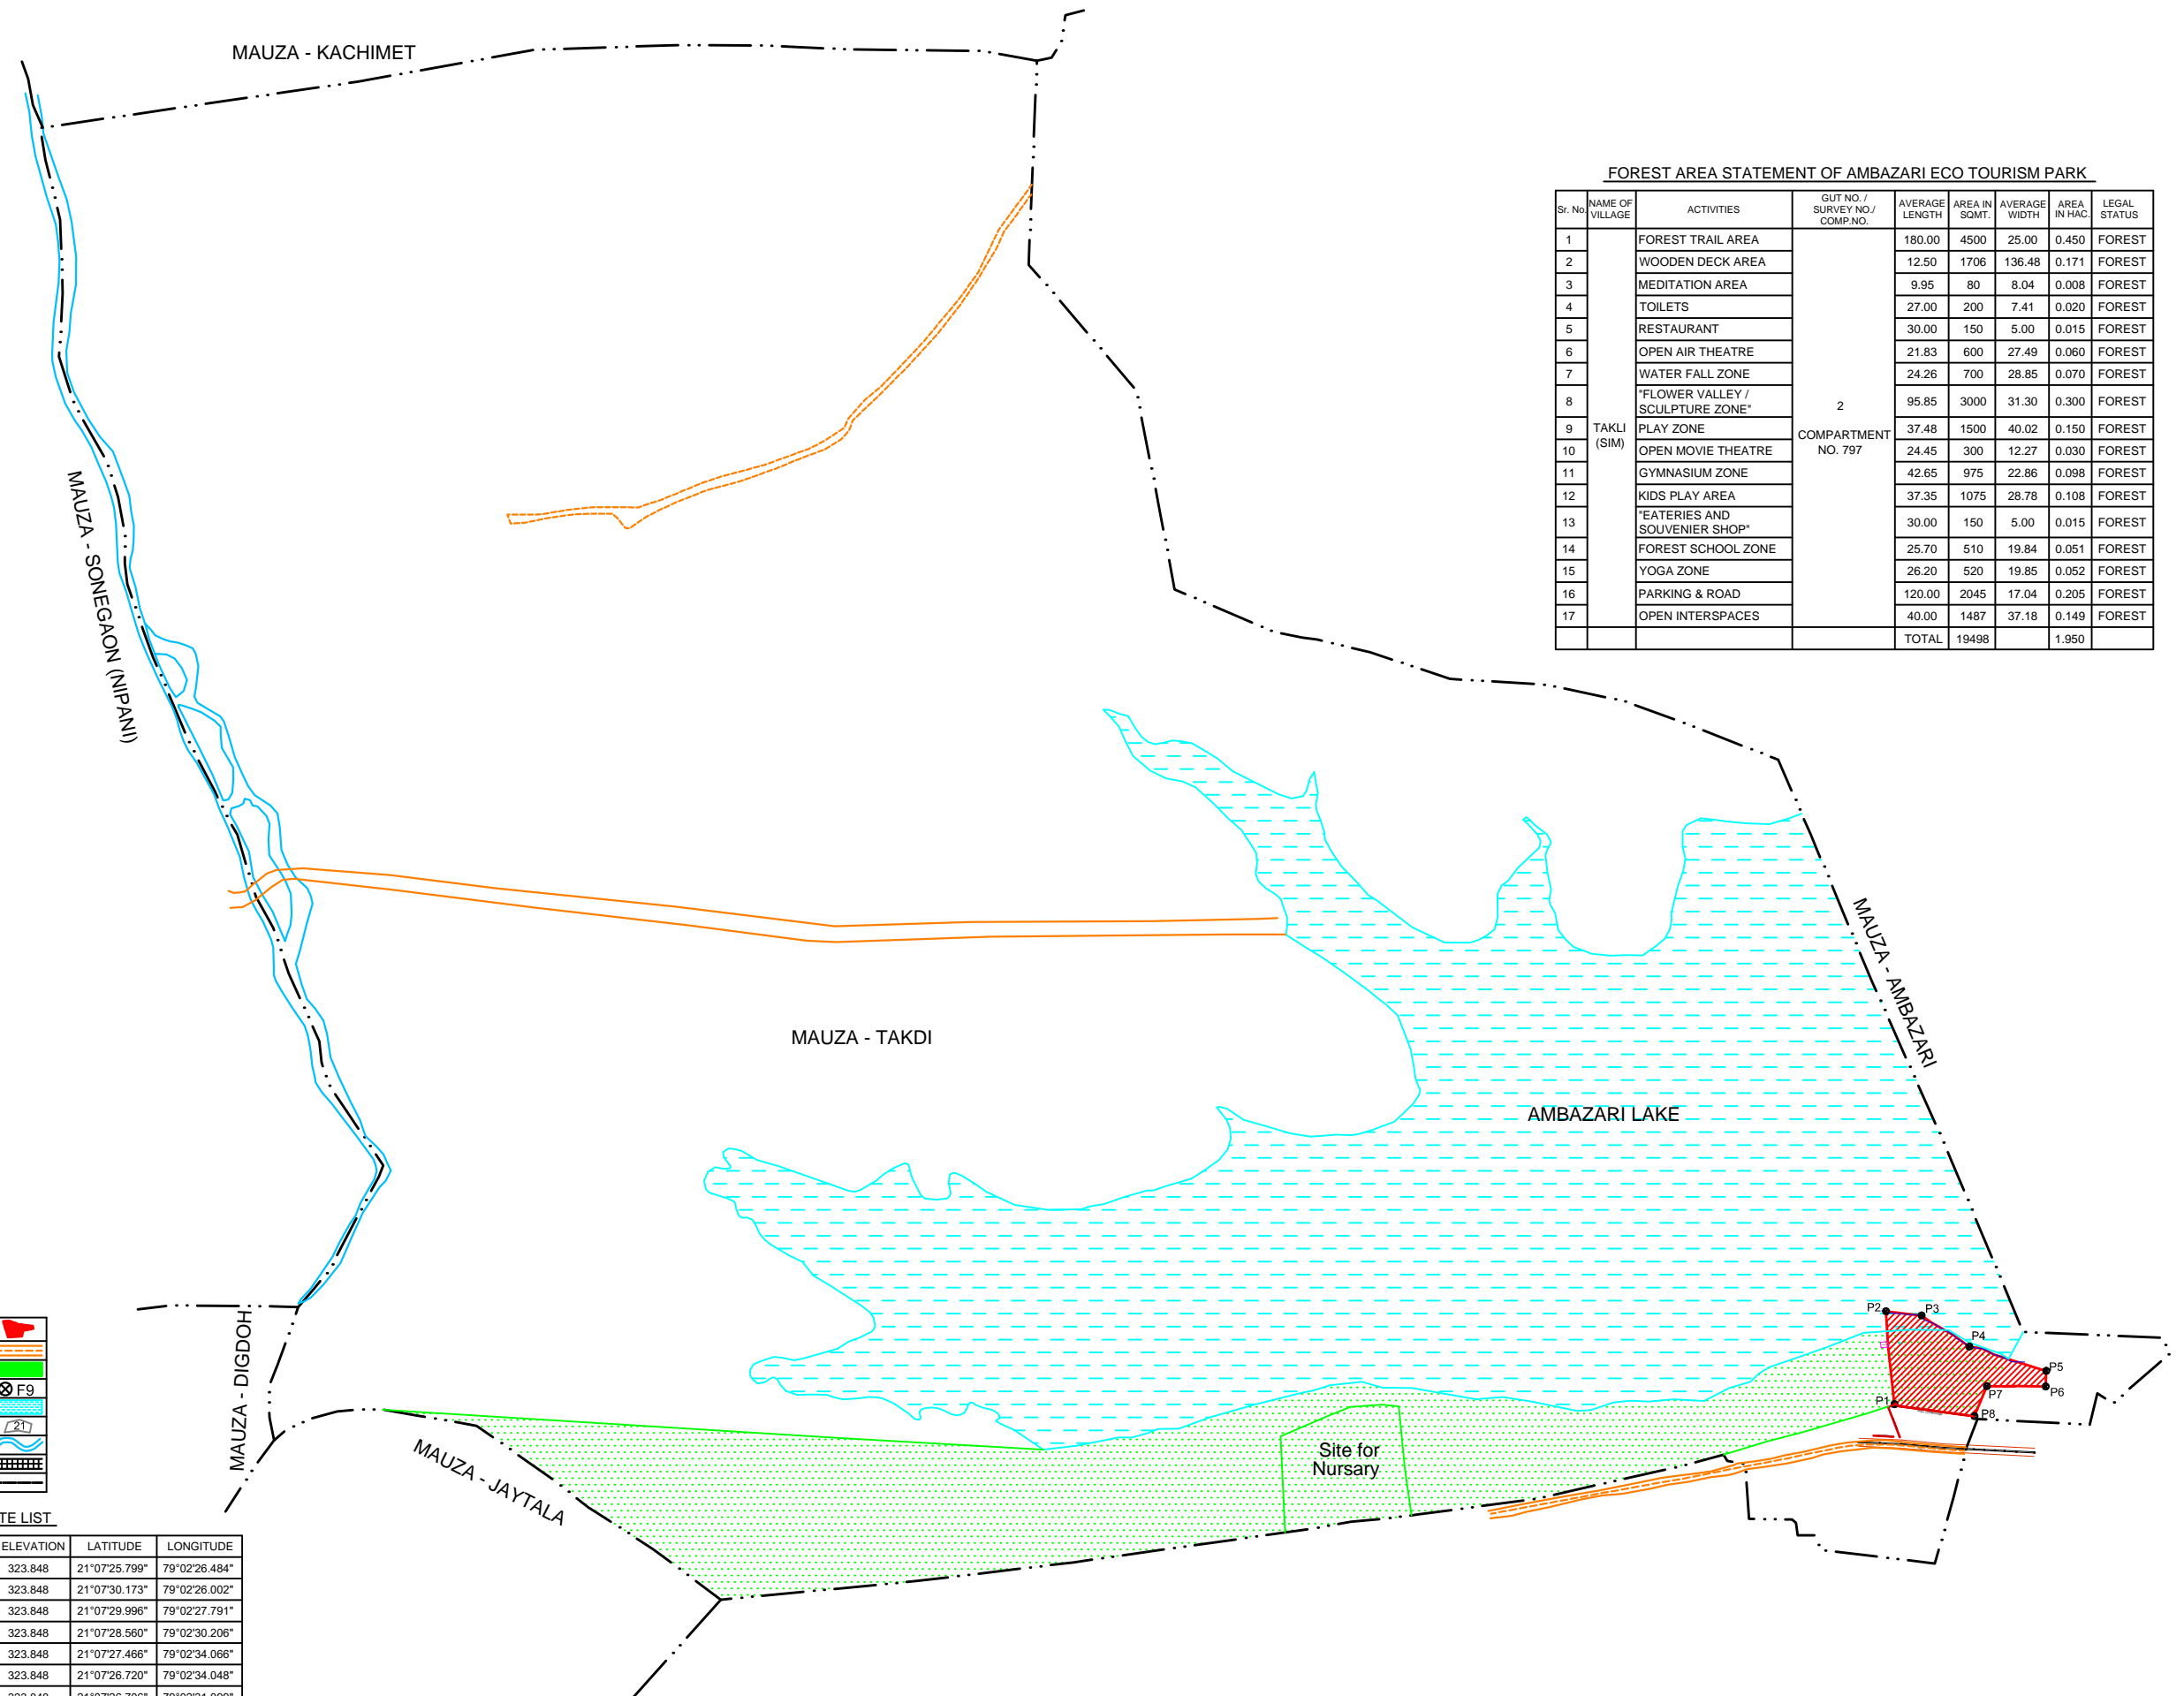 MAUZA - KACHIMET
FOREST AREA STATEMENT OF AMBAZARI ECO TOURISM PARK
Sr. No. NAME OF VILLAGE ACTIVITIES GUT NO. / SURVEY NO./ COMP.NO. AVERAGE LENGTH AREA IN SQMT. AVERAGE WIDTH AREA IN HAC. LEGAL STATUS
1 FOREST TRAIL AREA 180.00 4500 25.00 0.450 FOREST
2 WOODEN DECK AREA 12.50 1706 136.48 0.171 FOREST
3 MEDITATION AREA 9.95 80 8.04 0.008 FOREST
4 TOILETS 27.00 200 7.41 0.020 FOREST
5 RESTAURANT 30.00 150 5.00 0.015 FOREST
6 OPEN AIR THEATRE 21.83 600 27.49 0.060 FOREST
7 WATER FALL ZONE 24.26 700 28.85 0.070 FOREST
8 "FLOWER VALLEY / SCULPTURE ZONE" 95.85 3000 31.30 0.300 FOREST
9 PLAY ZONE 37.48 1500 40.02 0.150 FOREST
10 OPEN MOVIE THEATRE 24.45 300 12.27 0.030 FOREST
11 GYMNASIUM ZONE 42.65 975 22.86 0.098 FOREST
12 KIDS PLAY AREA 37.35 1075 28.78 0.108 FOREST
13 "EATERIES AND SOUVENIER SHOP" 30.00 150 5.00 0.015 FOREST
14 FOREST SCHOOL ZONE 25.70 510 19.84 0.051 FOREST
15 YOGA ZONE 26.20 520 19.85 0.052 FOREST
16 PARKING & ROAD 120.00 2045 17.04 0.205 FOREST
17 OPEN INTERSPACES 40.00 1487 37.18 0.149 FOREST
TOTAL 19498 1.950
TAKLI
(SIM)
2
COMPARTMENT
NO. 797
MAUZA - SONEGAON (NIPANI)
MAUZA - AMBAZARI
MAUZA - TAKDI
AMBAZARI LAKE
P2
P3
P4
P5
P6
P7
P1
P8
MAUZA - DIGDOH
MAUZA - JAYTALA
Site for
Nursary
F9
21
TE LIST
ELEVATION LATITUDE LONGITUDE
323.848 21°07'25.799" 79°02'26.484"
323.848 21°07'30.173" 79°02'26.002"
323.848 21°07'29.996" 79°02'27.791"
323.848 21°07'28.560" 79°02'30.206"
323.848 21°07'27.466" 79°02'34.066"
323.848 21°07'26.720" 79°02'34.048"